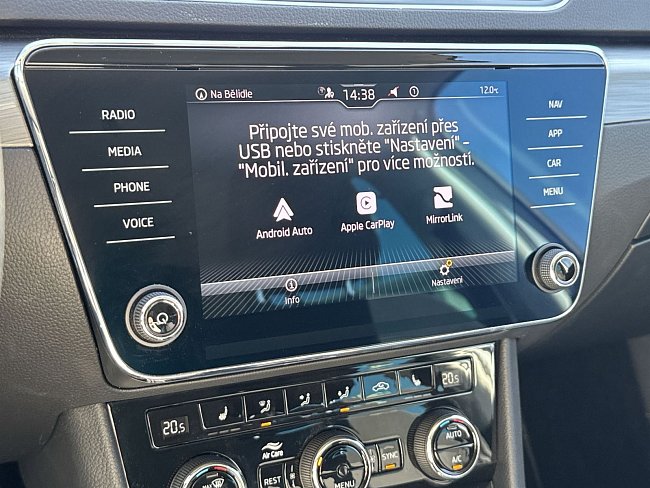 Na Bělidle
14:38
1
12.0°C
RADIO
MEDIA
PHONE
VOICE
Připojte své mob. zařízení přes
USB nebo stiskněte "Nastavení" –
"Mobil. zařízení" pro více možností.
Android Auto
Apple CarPlay
MirrorLink
Info
Nastavení
NAV
APP
CAR
MENU
20.5
20.5
Air Care
REST
MENU
SYNC
AUTO
A/C
MAX